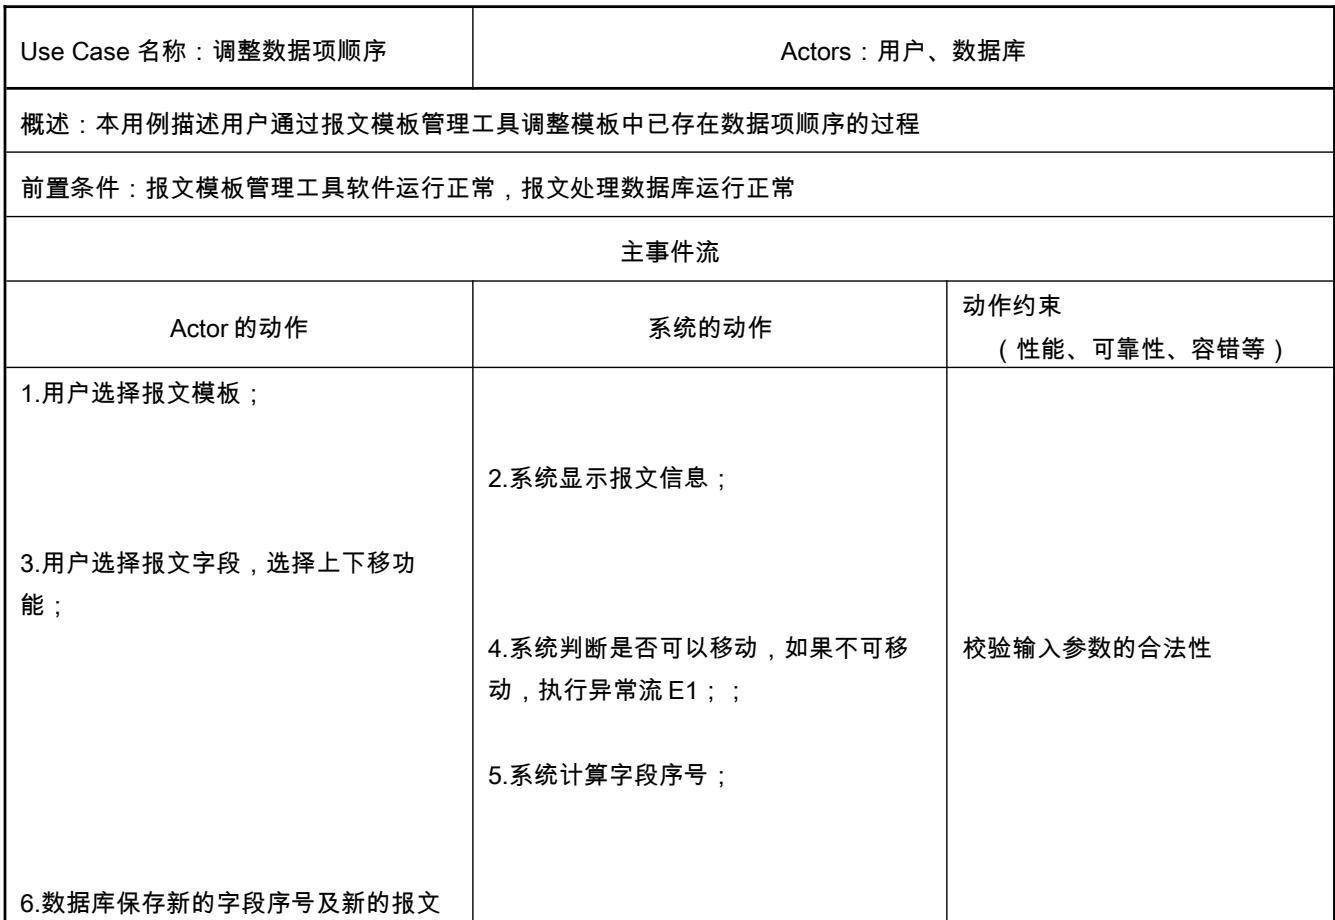 Use Case 名称：调整数据项顺序
Actors：用户、数据库
概述：本用例描述用户通过报文模板管理工具调整模板中已存在数据项顺序的过程
前置条件：报文模板管理工具软件运行正常，报文处理数据库运行正常
主事件流
Actor 的动作
系统的动作
动作约束
（性能、可靠性、容错等）
1.用户选择报文模板；
2.系统显示报文信息；
3.用户选择报文字段，选择上下移功
能；
4.系统判断是否可以移动，如果不可移
动，执行异常流 E1；；
校验输入参数的合法性
5.系统计算字段序号；
6.数据库保存新的字段序号及新的报文